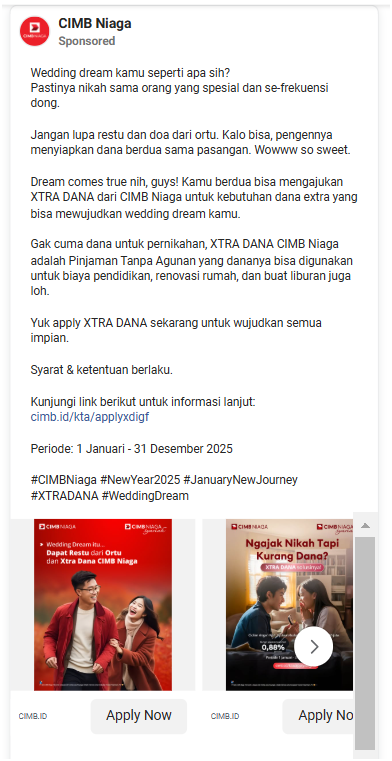 CIMB Niaga
Sponsored
Wedding dream kamu seperti apa sih?
Pastinya nikah sama orang yang spesial dan se-frekuensi
dong.
Jangan lupa restu dan doa dari ortu. Kalo bisa, pengennya
menyiapkan dana berdua sama pasangan. Wowww so sweet.
Dream comes true nih, guys! Kamu berdua bisa mengajukan
XTRA DANA dari CIMB Niaga untuk kebutuhan dana extra yang
bisa mewujudkan wedding dream kamu.
Gak cuma dana untuk pernikahan, XTRA DANA CIMB Niaga
adalah Pinjaman Tanpa Agunan yang dananya bisa digunakan
untuk biaya pendidikan, renovasi rumah, dan buat liburan juga
loh.
Yuk apply XTRA DANA sekarang untuk wujudkan semua
impian.
Syarat & ketentuan berlaku.
Kunjungi link berikut untuk informasi lanjut:
cimb.id/kta/applyxdigf
Periode: 1 Januari - 31 Desember 2025
#CIMBNiaga #NewYear2025 #JanuaryNewJourney
#XTRADANA #WeddingDream
CIMB NIAGA CIMB NIAGA
Wedding Dream itu...
Dapat Restu dari Ortu
dan Xtra Dana CIMB Niaga
CIMB NIAGA CIMB NIAGA
Ngajak Nikah Tapi
Kurang Dana?
XTRA DANA
0,88%
CIMB.ID
Apply Now
CIMB.ID
Apply No